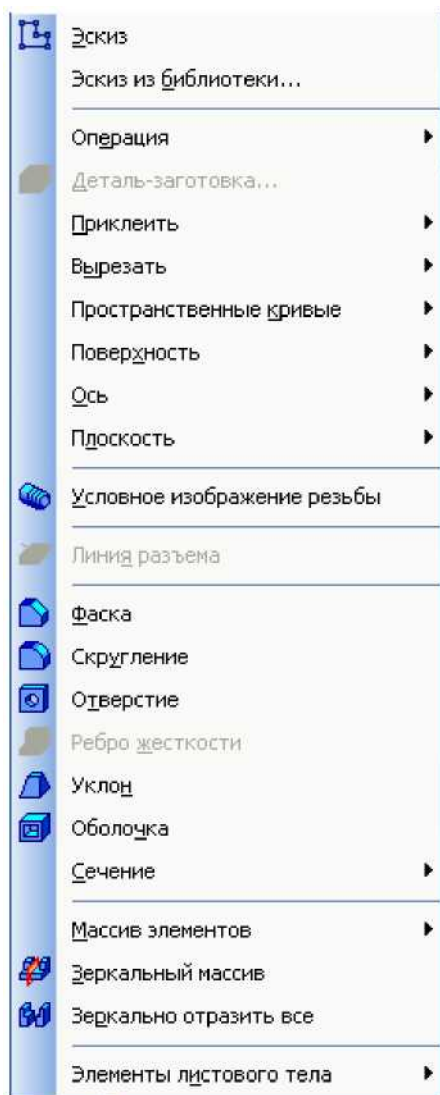 Эскиз
Эскиз из библиотеки...
Операция
Деталь-заготовка...
Приклеить
Вырезать
Пространственные кривые
Поверхность
Ось
Плоскость
Условное изображение резьбы
Линия разъема
Фаска
Скругление
Отверстие
Ребро жесткости
Уклон
Оболочка
Сечение
Массив элементов
Зеркальный массив
Зеркально отразить все
Элементы листового тела